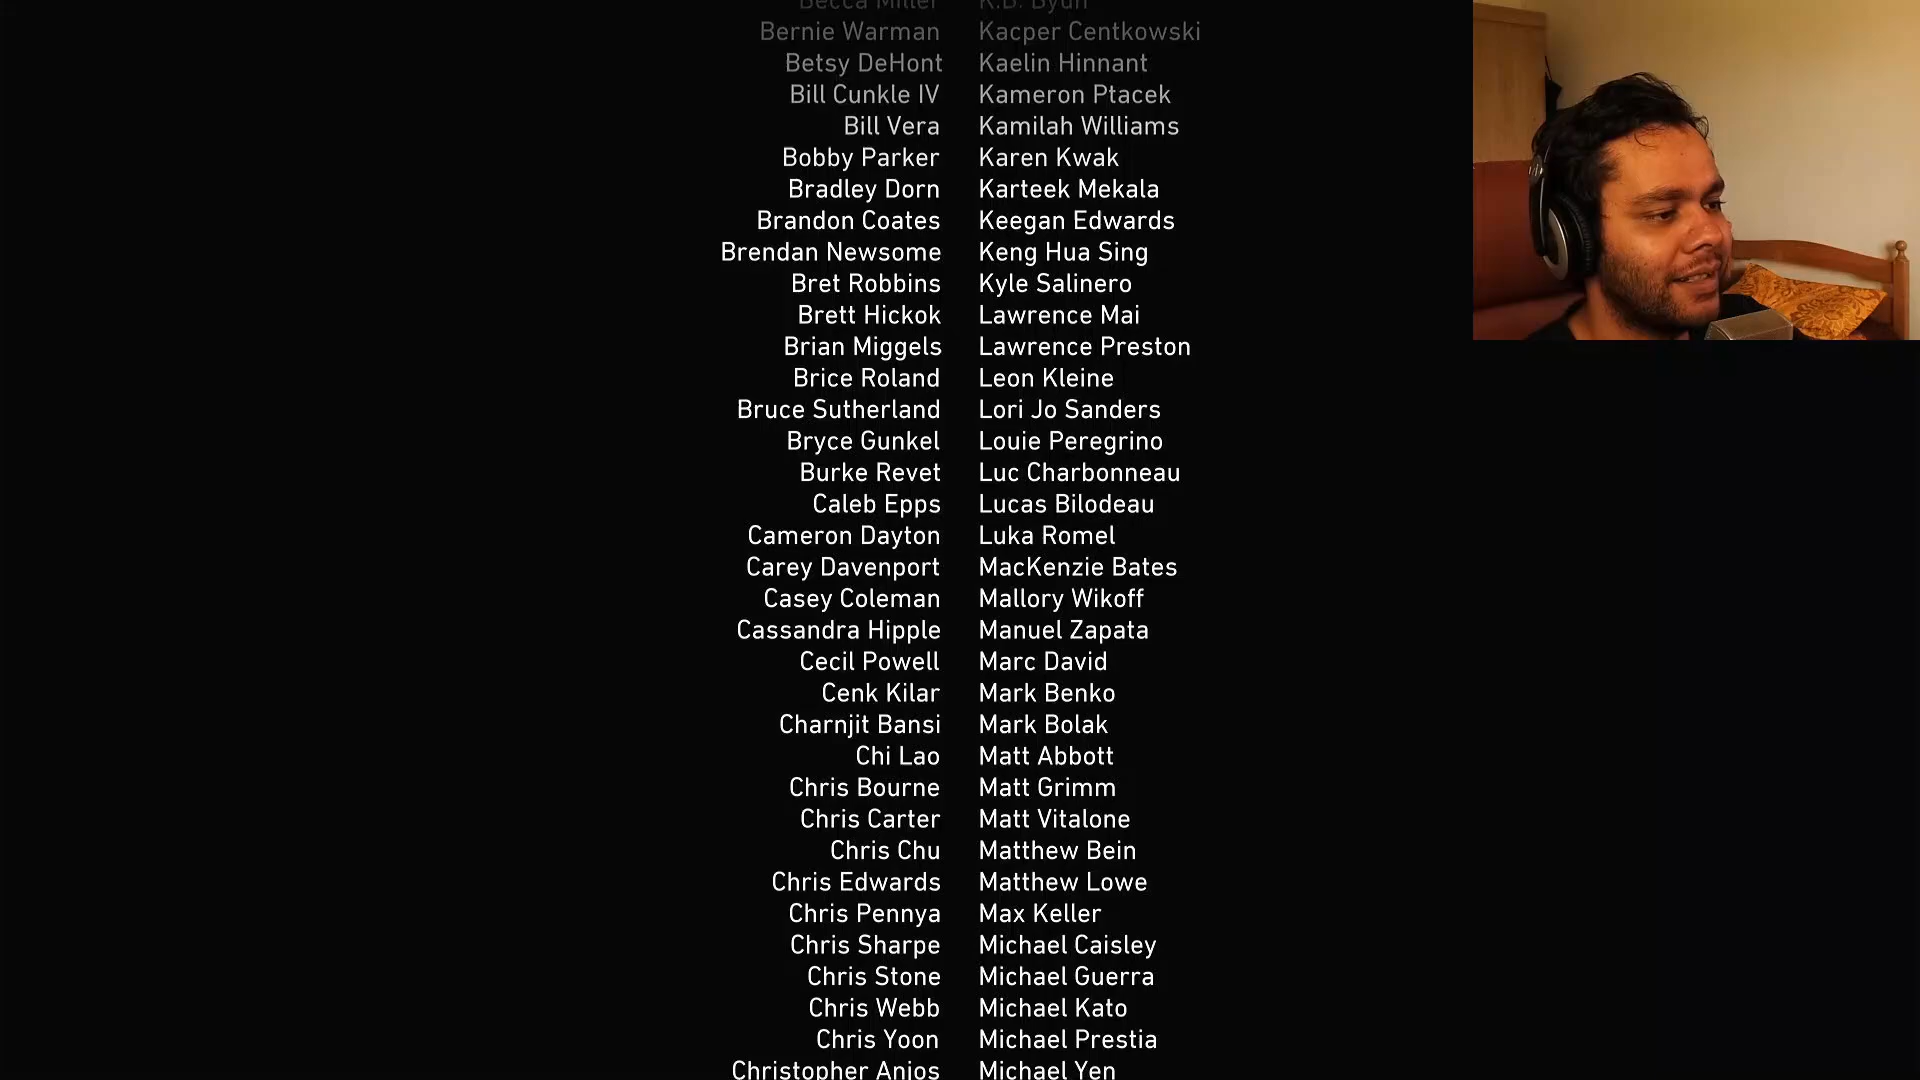 Becca Miller K.B. Byun
Bernie Warman Kacper Centkowski
Betsy DeHont Kaelin Hinnant
Bill Cunkle IV Kameron Ptacek
Bill Vera Kamilah Williams
Bobby Parker Karen Kwak
Bradley Dorn Karteek Mekala
Brandon Coates Keegan Edwards
Brendan Newsome Keng Hua Sing
Bret Robbins Kyle Salinero
Brett Hickok Lawrence Mai
Brian Miggels Lawrence Preston
Brice Roland Leon Kleine
Bruce Sutherland Lori Jo Sanders
Bryce Gunkel Louie Peregrino
Burke Revet Luc Charbonneau
Caleb Epps Lucas Bilodeau
Cameron Dayton Luka Romel
Carey Davenport MacKenzie Bates
Casey Coleman Mallory Wikoff
Cassandra Hipple Manuel Zapata
Cecil Powell Marc David
Cenk Kilar Mark Benko
Charnjit Bansi Mark Bolak
Chi Lao Matt Abbott
Chris Bourne Matt Grimm
Chris Carter Matt Vitalone
Chris Chu Matthew Bein
Chris Edwards Matthew Lowe
Chris Pennya Max Keller
Chris Sharpe Michael Caisley
Chris Stone Michael Guerra
Chris Webb Michael Kato
Chris Yoon Michael Prestia
Christopher Anjos Michael Yen